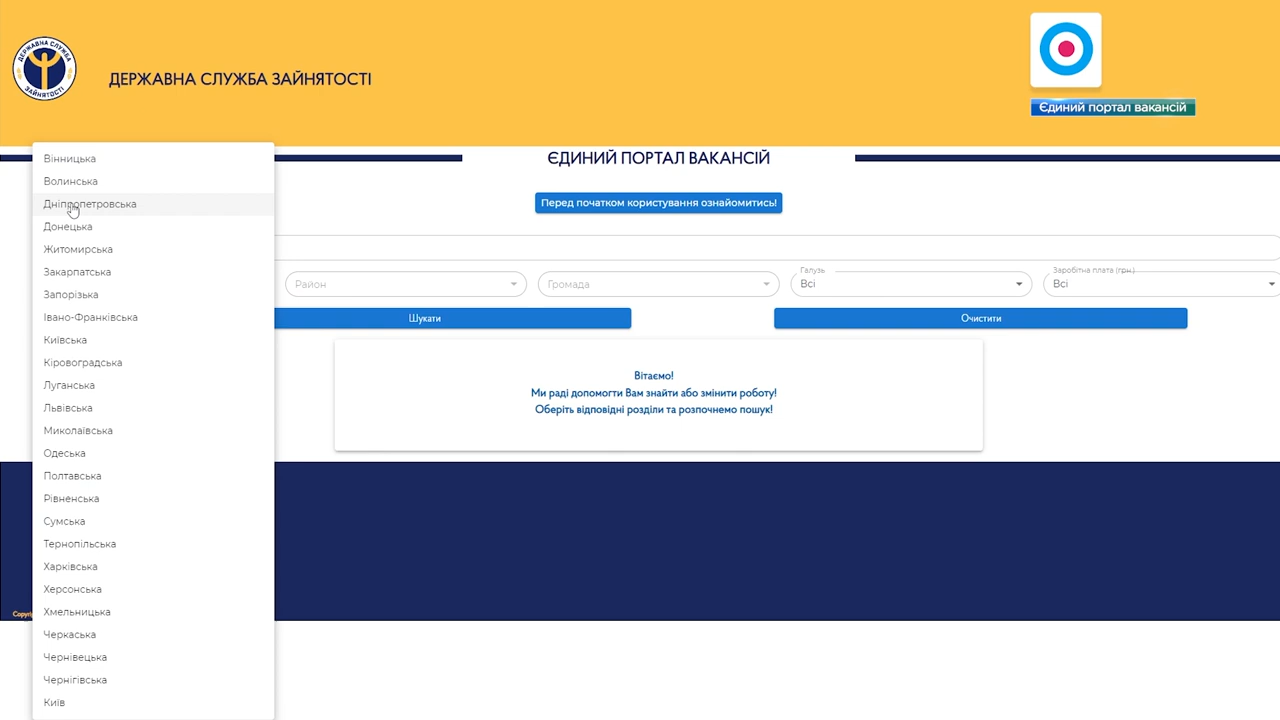 ДЕРЖАВНА СЛУЖБА
ЗАЙНЯТОСТІ
ДЕРЖАВНА СЛУЖБА ЗАЙНЯТОСТІ
Єдиний портал вакансій
ЄДИНИЙ ПОРТАЛ ВАКАНСІЙ
Перед початком користування ознайомитись!
Вінницька
Волинська
Дніпропетровська
Донецька
Житомирська
Закарпатська
Запорізька
Івано-Франківська
Київська
Кіровоградська
Луганська
Львівська
Миколаївська
Одеська
Полтавська
Рівненська
Сумська
Тернопільська
Харківська
Херсонська
Хмельницька
Черкаська
Чернівецька
Чернігівська
Київ
Район
Громада
Галузь
Всі
Заробітна плата (грн.)
Всі
Шукати
Очистити
Вітаємо!
Ми раді допомогти Вам знайти або змінити роботу!
Оберіть відповідні розділи та розпочнемо пошук!